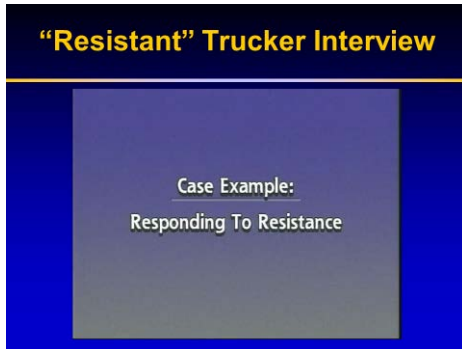 “Resistant” Trucker Interview
Case Example:
Responding To Resistance